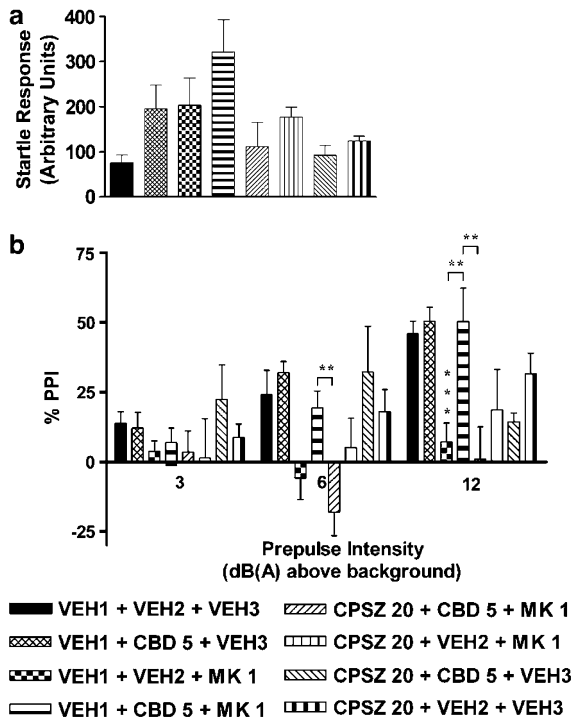 a
400
300
200
100
0
Startle Response
(Arbitrary Units)
b
75
50
25
0
-25
% PPI
**
**
**
***
3
6
12
Prepulse Intensity
(dB(A) above background)
VEH1 + VEH2 + VEH3
VEH1 + CBD 5 + VEH3
VEH1 + VEH2 + MK 1
VEH1 + CBD 5 + MK 1
CPSZ 20 + CBD 5 + MK 1
CPSZ 20 + VEH2 + MK 1
CPSZ 20 + CBD 5 + VEH3
CPSZ 20 + VEH2 + VEH3